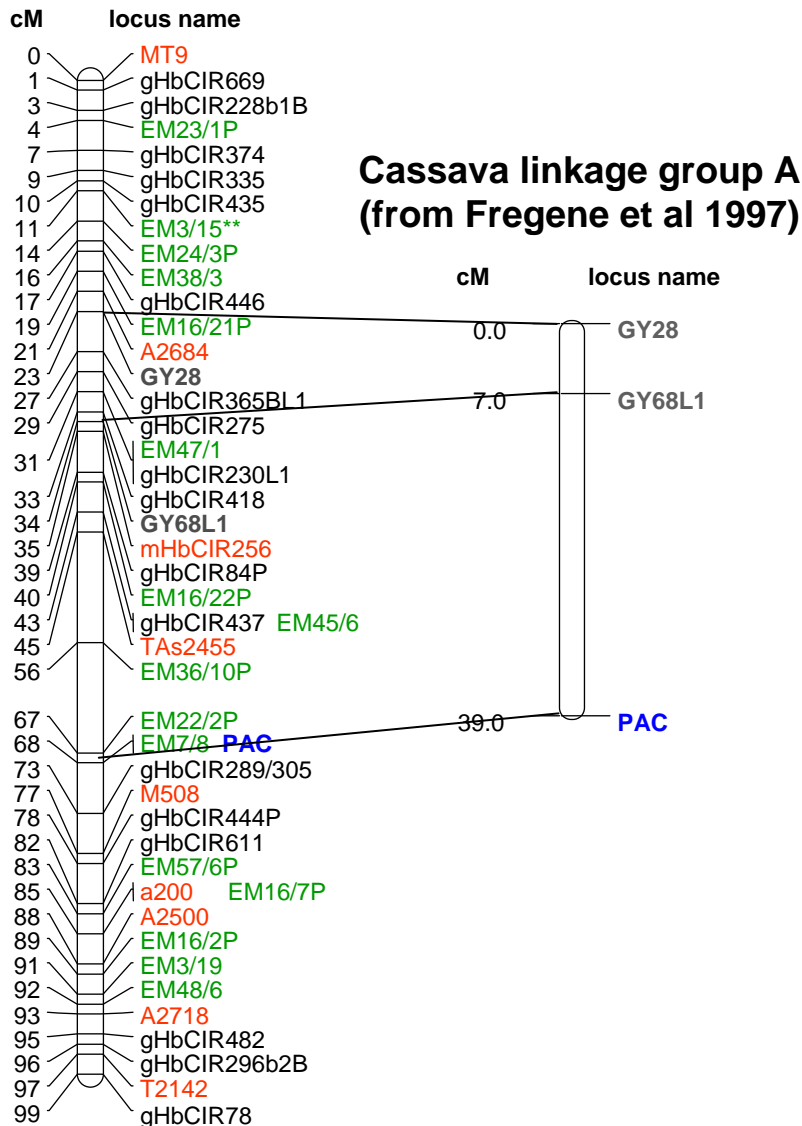 cM locus name
0 MT9
1 gHbCIR669
3 gHbCIR228b1B
4 EM23/1P
7 gHbCIR374
9 gHbCIR335
10 gHbCIR435
11 EM3/15**
14 EM24/3P
16 EM38/3
17 gHbCIR446
19 EM16/21P
21 A2684
23 GY28
27 gHbCIR365BL1
29 gHbCIR275
31 EM47/1
gHbCIR230L1
33 gHbCIR418
34 GY68L1
35 mHbCIR256
39 gHbCIR84P
40 EM16/22P
43 gHbCIR437 EM45/6
45 TAs2455
56 EM36/10P
67 EM22/2P
68 EM7/8 PAC
73 gHbCIR289/305
77 M508
78 gHbCIR444P
82 gHbCIR611
83 EM57/6P
85 a200 EM16/7P
88 A2500
89 EM16/2P
91 EM3/19
92 EM48/6
93 A2718
95 gHbCIR482
96 gHbCIR296b2B
97 T2142
99 gHbCIR78
Cassava linkage group A
(from Fregene et al 1997)
cM locus name
0.0 GY28
7.0 GY68L1
39.0 PAC